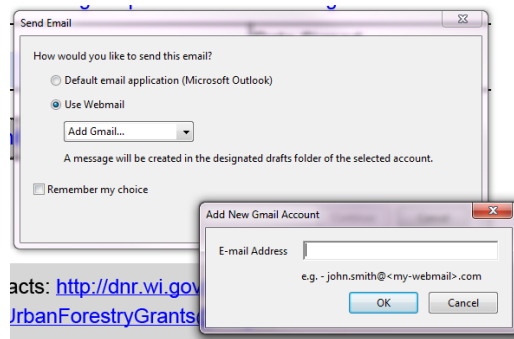 Send Email
How would you like to send this email?
Default email application (Microsoft Outlook)
Use Webmail
Add Gmail...
A message will be created in the designated drafts folder of the selected account.
Remember my choice
Add New Gmail Account
E-mail Address
e.g. - john.smith@<my-webmail>.com
OK
Cancel
acts: http://dnr.wi.gov
UrbanForestryGrants